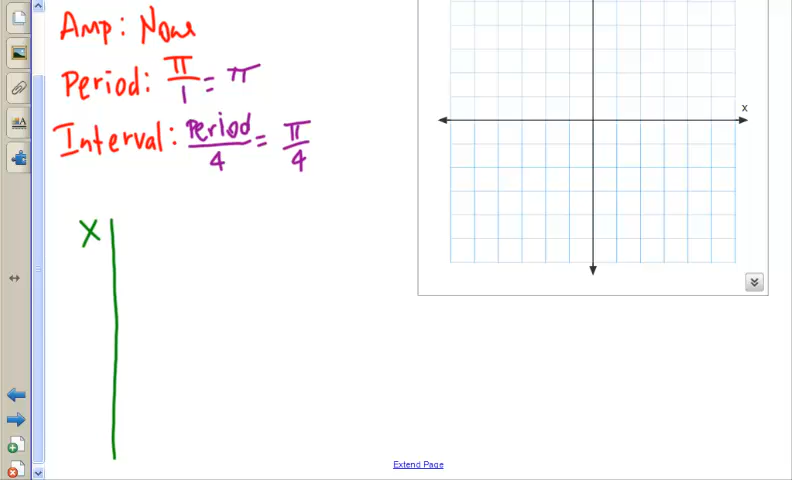 Amp: None
Period: π/1 = π
Interval: Period/4 = π/4
x
X
Extend Page